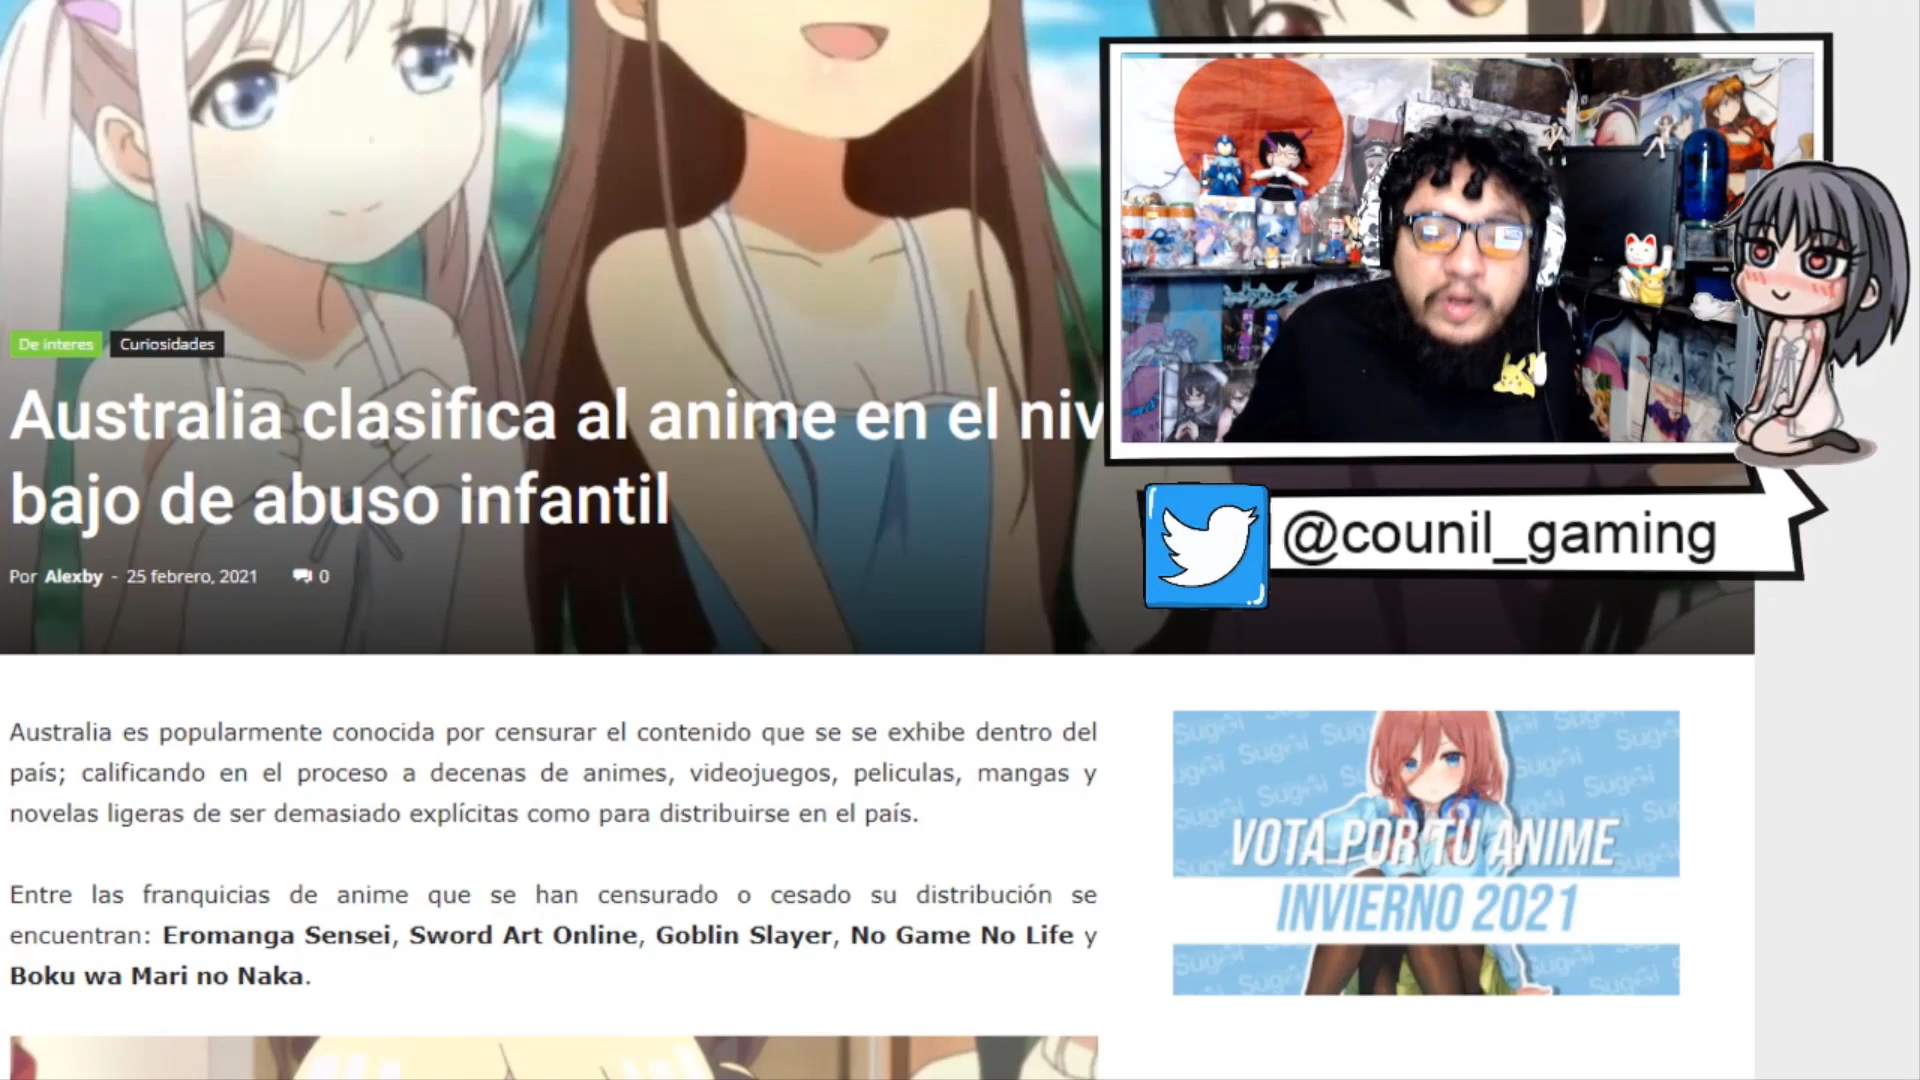 De interes
Curiosidades
Australia clasifica al anime en el niv
bajo de abuso infantil
Por Alexby - 25 febrero, 2021 0
@counil_gaming
Australia es popularmente conocida por censurar el contenido que se se exhibe dentro del
país; calificando en el proceso a decenas de animes, videojuegos, peliculas, mangas y
novelas ligeras de ser demasiado explícitas como para distribuirse en el país.
Entre las franquicias de anime que se han censurado o cesado su distribución se
encuentran: Eromanga Sensei, Sword Art Online, Goblin Slayer, No Game No Life y
Boku wa Mari no Naka.
VOTA POR TU ANIME
INVIERNO 2021